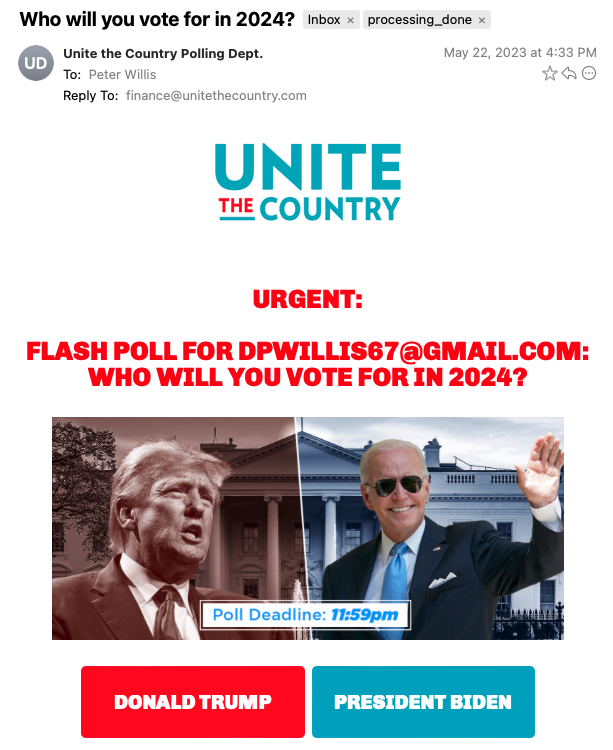 Who will you vote for in 2024? Inbox × processing_done ×
UD
Unite the Country Polling Dept.
May 22, 2023 at 4:33 PM
To: Peter Willis
Reply To: finance@unitethecountry.com
UNITE
THE COUNTRY
URGENT:
FLASH POLL FOR DPWILLIS67@GMAIL.COM:
WHO WILL YOU VOTE FOR IN 2024?
Poll Deadline: 11:59pm
DONALD TRUMP
PRESIDENT BIDEN